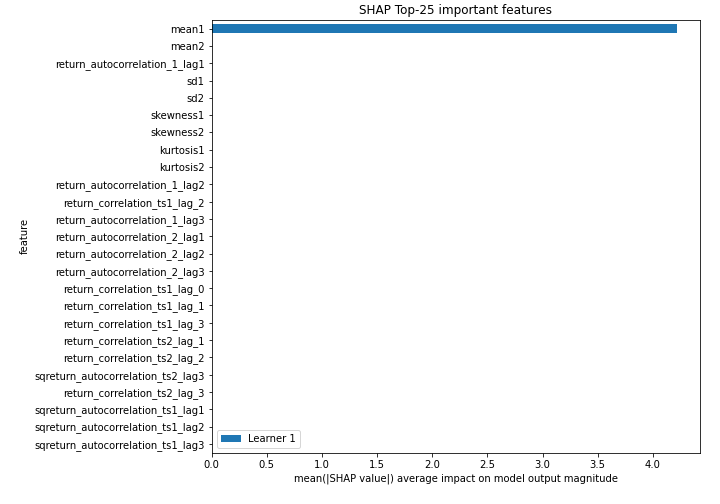 SHAP Top-25 important features
mean1
mean2
return_autocorrelation_1_lag1
sd1
sd2
skewness1
skewness2
kurtosis1
kurtosis2
return_autocorrelation_1_lag2
return_correlation_ts1_lag_2
return_autocorrelation_1_lag3
return_autocorrelation_2_lag1
return_autocorrelation_2_lag2
return_autocorrelation_2_lag3
return_correlation_ts1_lag_0
return_correlation_ts1_lag_1
return_correlation_ts1_lag_3
return_correlation_ts2_lag_1
return_correlation_ts2_lag_2
sqreturn_autocorrelation_ts2_lag3
return_correlation_ts2_lag_3
sqreturn_autocorrelation_ts1_lag1
sqreturn_autocorrelation_ts1_lag2
sqreturn_autocorrelation_ts1_lag3
feature
Learner 1
0.0 0.5 1.0 1.5 2.0 2.5 3.0 3.5 4.0
mean(|SHAP value|) average impact on model output magnitude